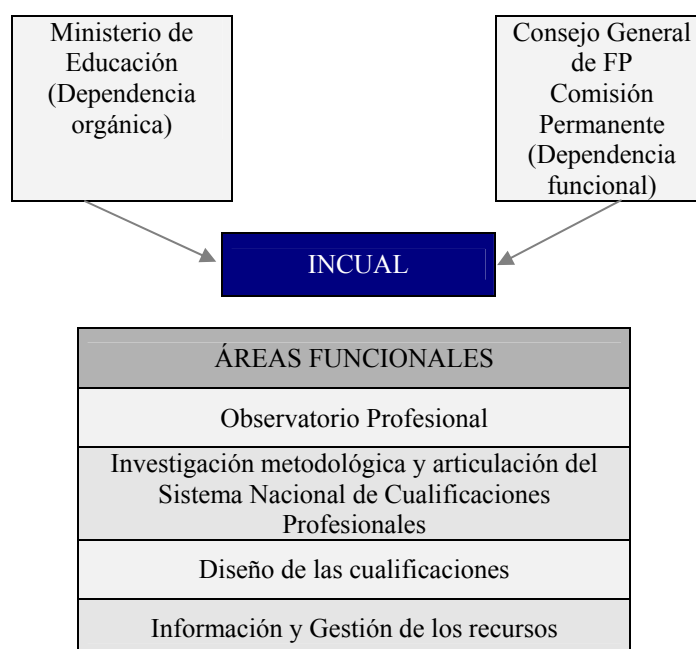 Ministerio de
Educación
(Dependencia
orgánica)
Consejo General
de FP
Comisión
Permanente
(Dependencia
funcional)
INCUAL
ÁREAS FUNCIONALES
Observatorio Profesional
Investigación metodológica y articulación del
Sistema Nacional de Cualificaciones
Profesionales
Diseño de las cualificaciones
Información y Gestión de los recursos